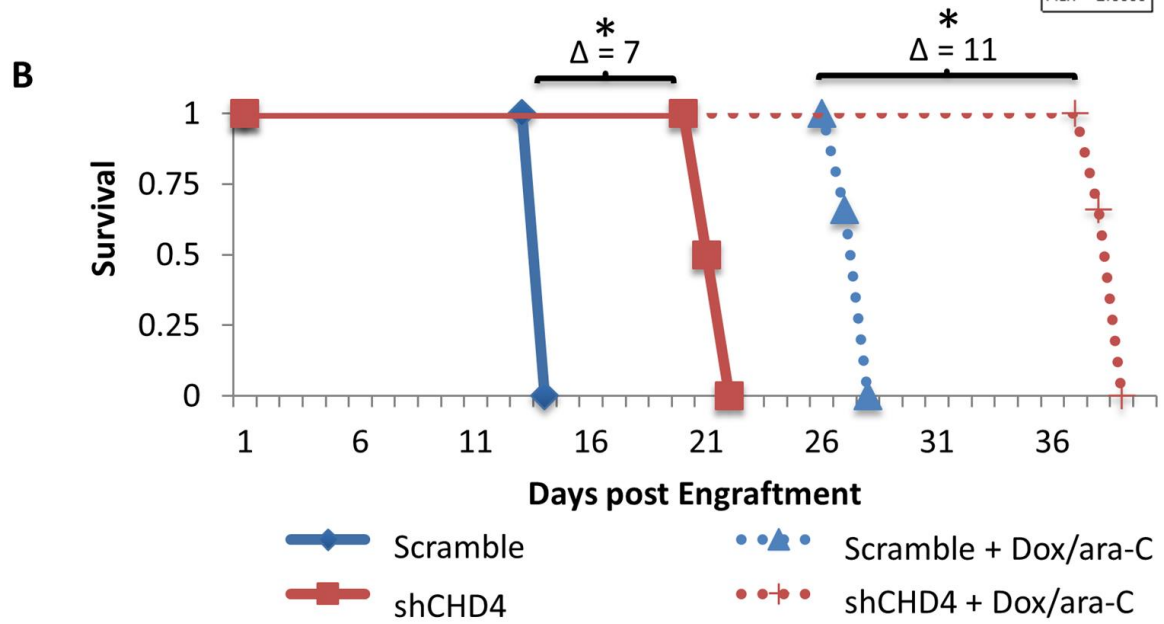 *
Δ = 7
*
Δ = 11
B
Survival
1
0.75
0.5
0.25
0
1 6 11 16 21 26 31 36
Days post Engraftment
Scramble
Scramble + Dox/ara-C
shCHD4
shCHD4 + Dox/ara-C